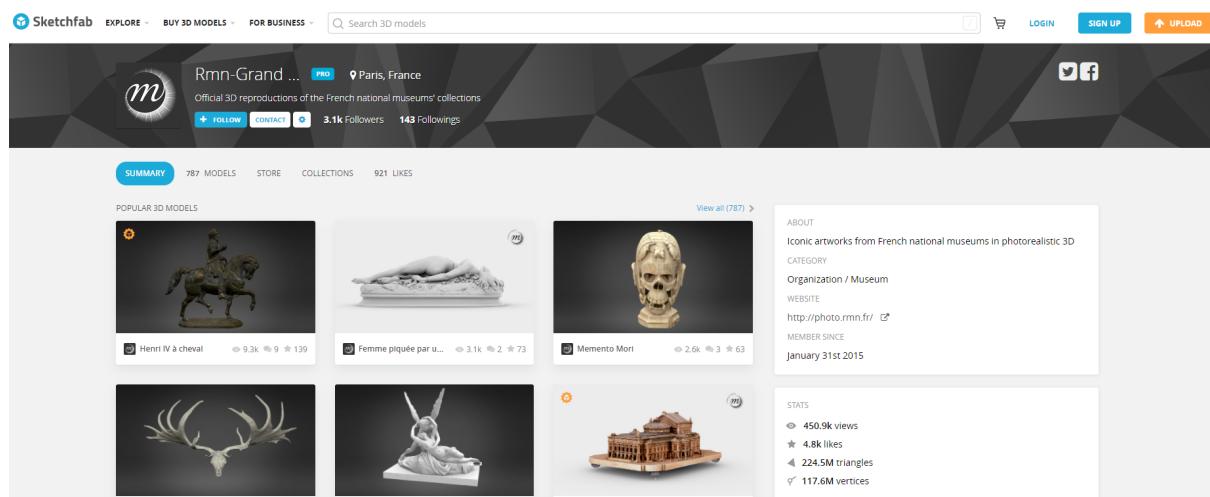 Sketchfab EXPLORE BUY 3D MODELS FOR BUSINESS Search 3D models / LOGIN SIGN UP UPLOAD
m
Rmn-Grand ... PRO Paris, France
Official 3D reproductions of the French national museums' collections
+ FOLLOW CONTACT 3.1k Followers 143 Followings
SUMMARY 787 MODELS STORE COLLECTIONS 921 LIKES
POPULAR 3D MODELS View all (787)
m
Henri IV à cheval 9.3k 9 139
Femme piquée par u... 3.1k 2 73
Memento Mori 2.6k 3 63
m
ABOUT
Iconic artworks from French national museums in photorealistic 3D
CATEGORY
Organization / Museum
WEBSITE
http://photo.rmn.fr/
MEMBER SINCE
January 31st 2015
STATS
450.9k views
4.8k likes
224.5M triangles
117.6M vertices